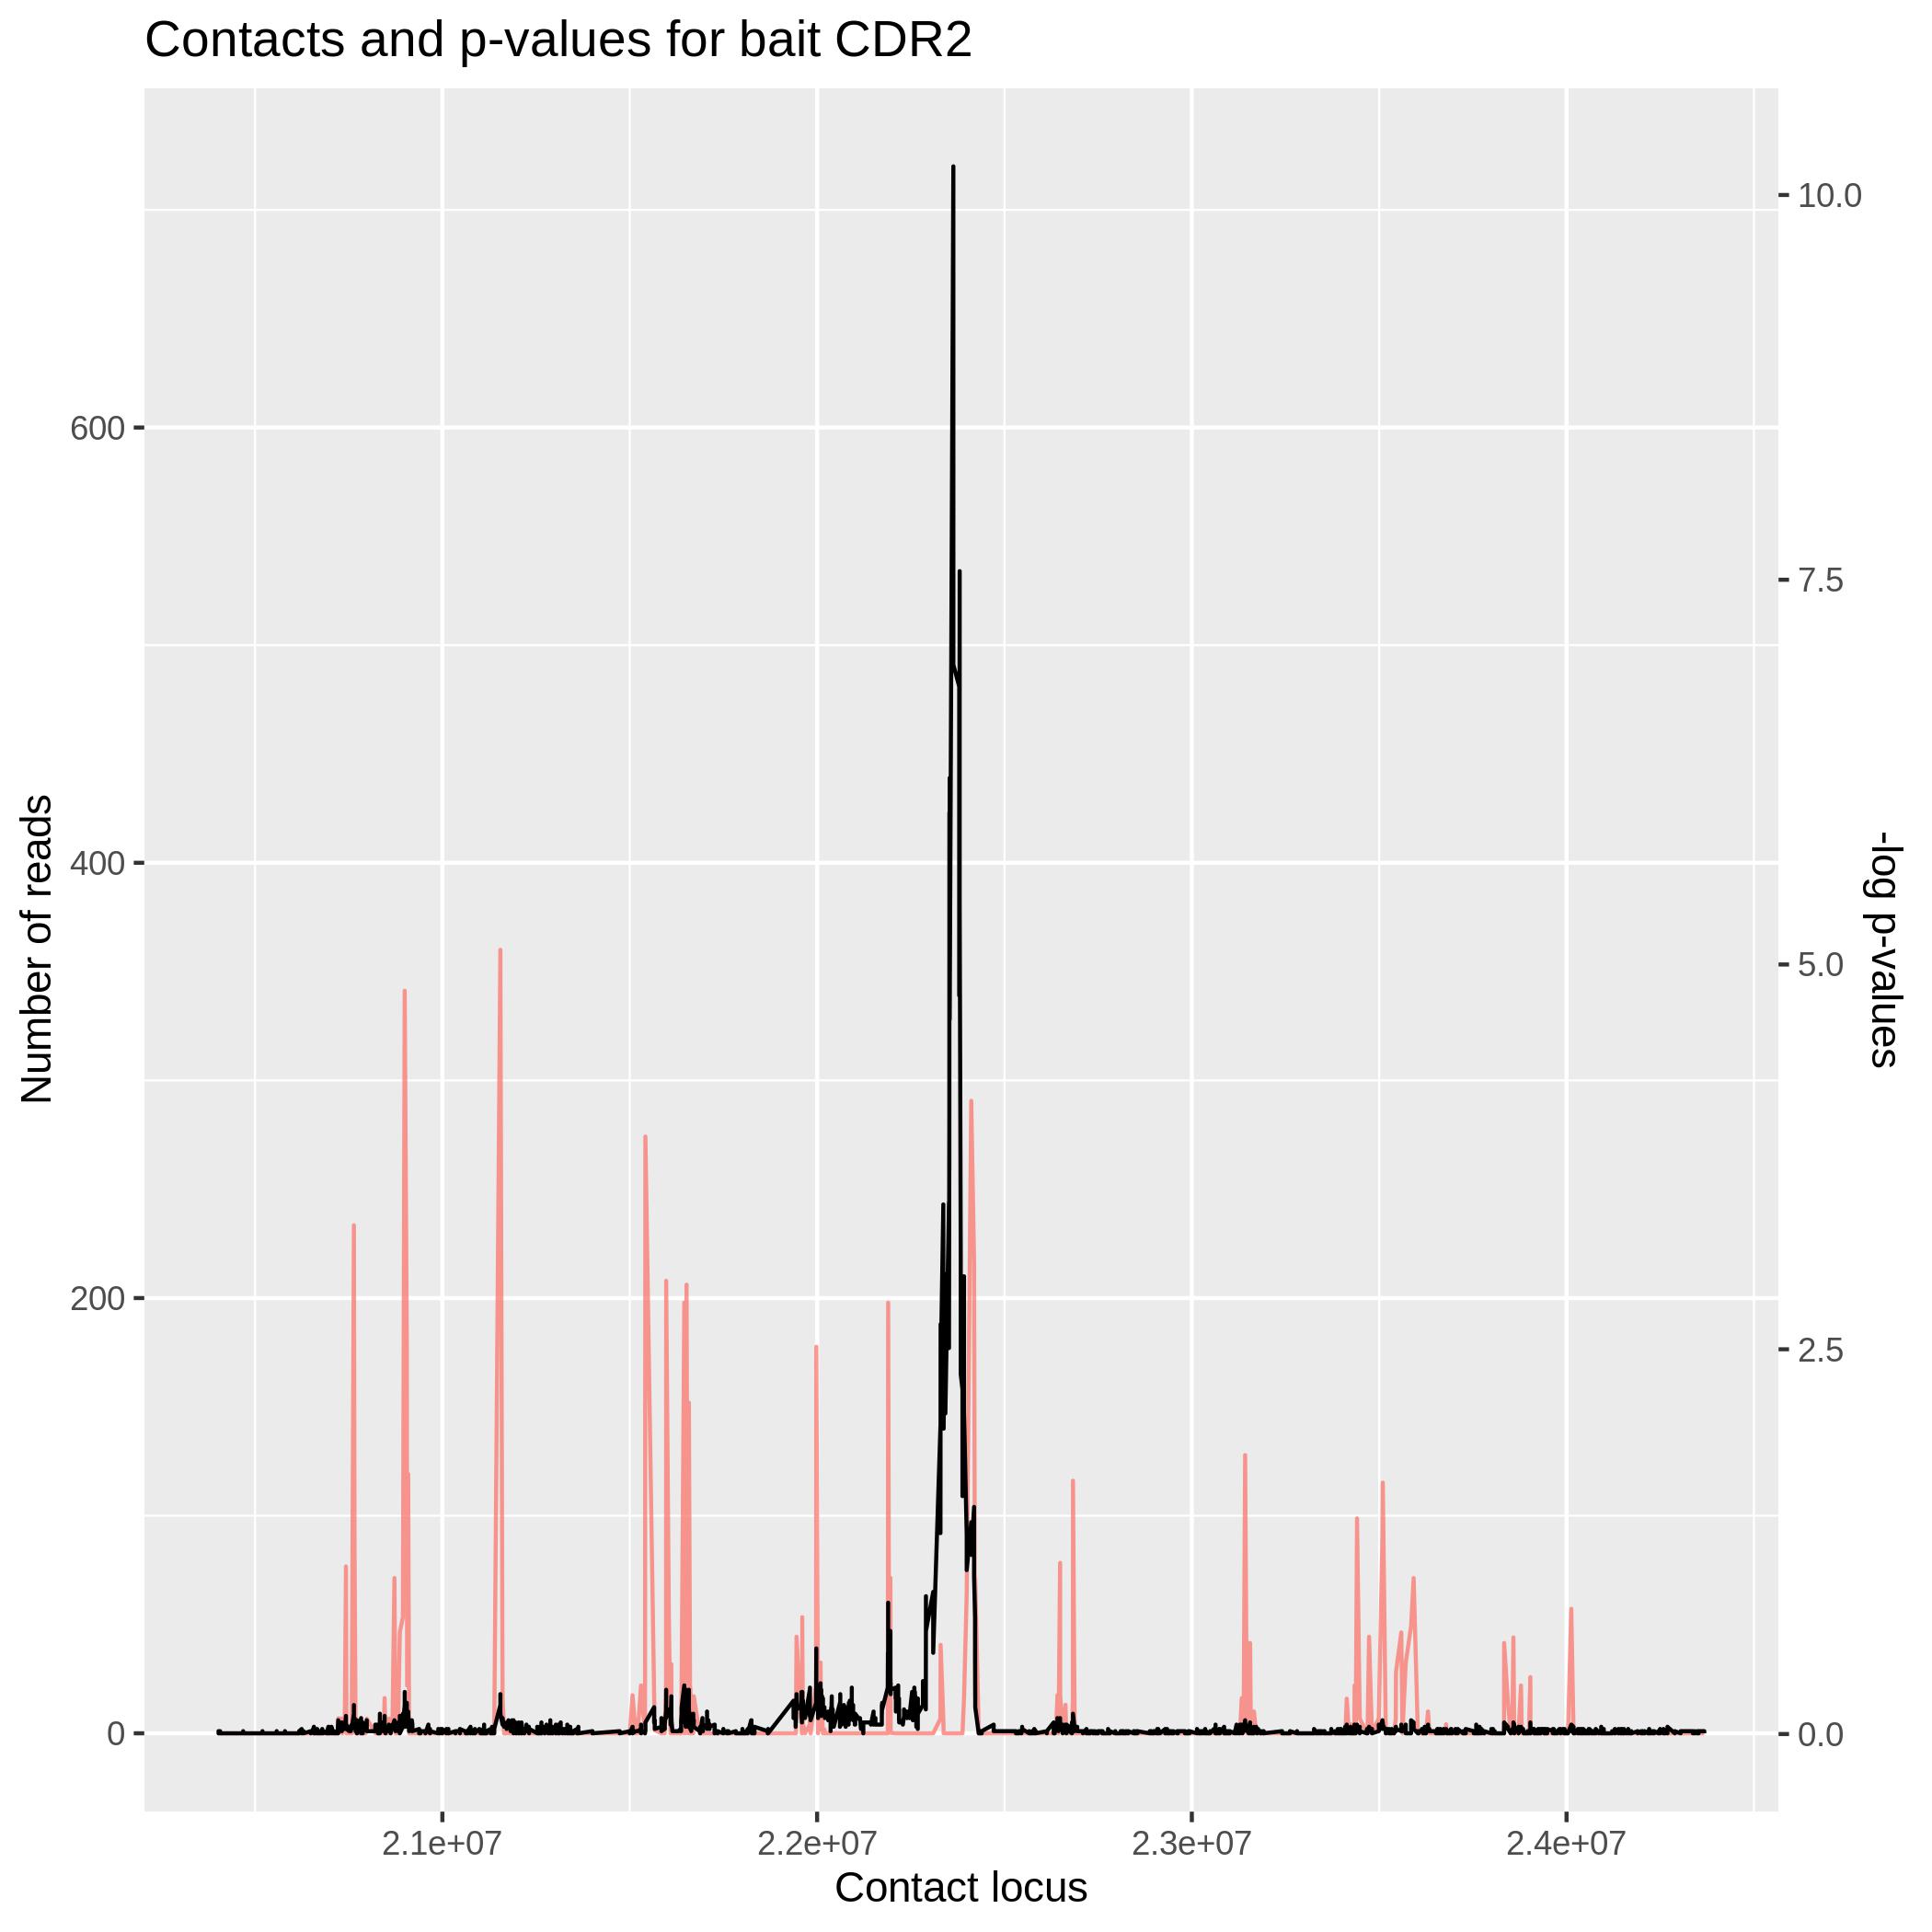 Contacts and p-values for bait CDR2
Number of reads
600
400
200
0
10.0
7.5
5.0
2.5
0.0
-log p-values
2.1e+07
2.2e+07
2.3e+07
2.4e+07
Contact locus